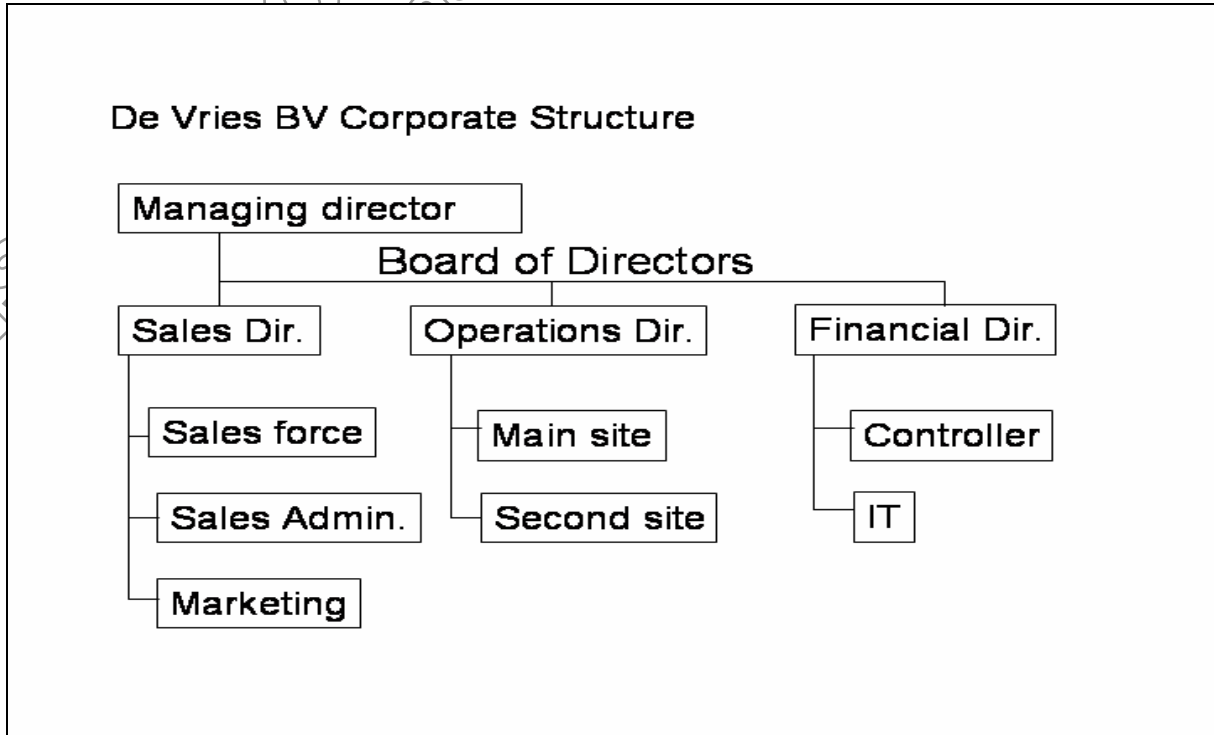 De Vries BV Corporate Structure
Managing director
Board of Directors
Sales Dir.
Operations Dir.
Financial Dir.
Sales force
Main site
Controller
Sales Admin.
Second site
IT
Marketing